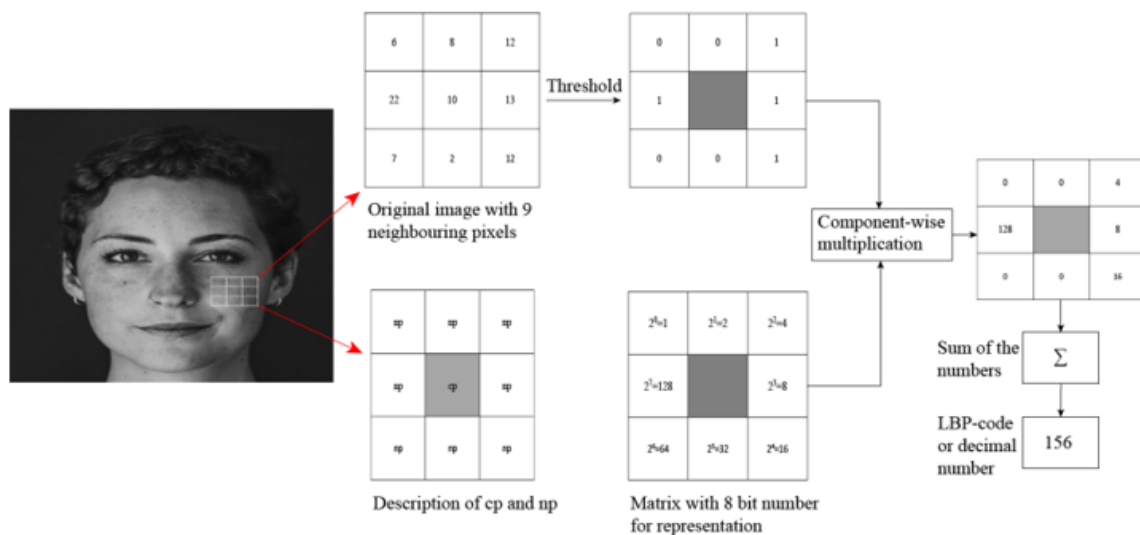 6 8 12
22 10 13
7 2 12
Original image with 9
neighbouring pixels
Threshold
0 0 1
1 1
0 0 1
np np np
np cp np
np np np
Description of cp and np
2⁰=1 2¹=2 2²=4
2⁷=128 2³=8
2⁶=64 2⁵=32 2⁴=16
Matrix with 8 bit number
for representation
Component-wise
multiplication
0 0 4
128 8
0 0 16
Sum of the
numbers
Σ
LBP-code
or decimal
number
156